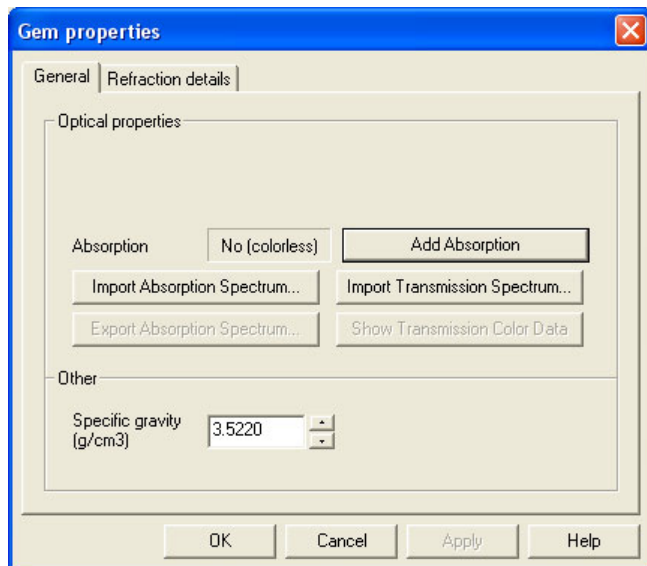 Gem properties
General Refraction details
Optical properties
Absorption No (colorless) Add Absorption
Import Absorption Spectrum... Import Transmission Spectrum...
Export Absorption Spectrum... Show Transmission Color Data
Other
Specific gravity
(g/cm3) 3.5220
OK Cancel Apply Help